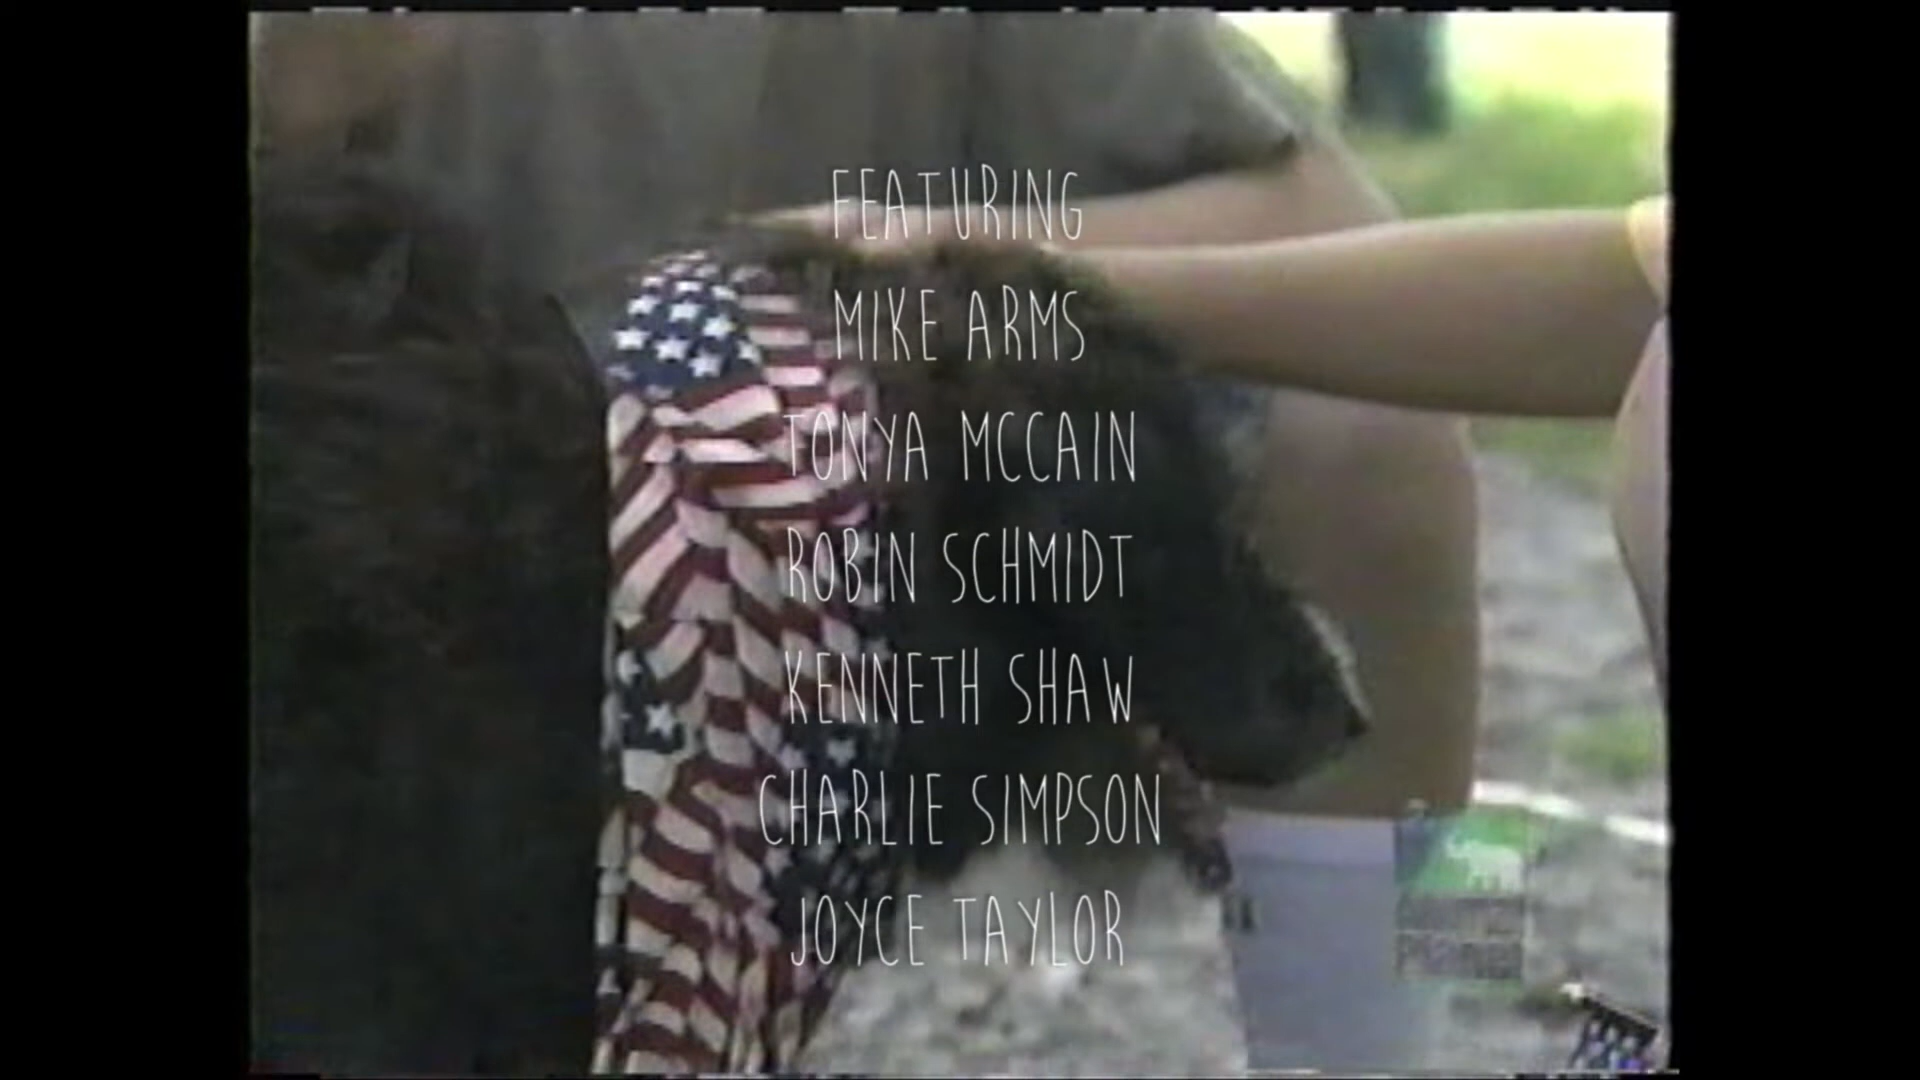 FEATURING
MIKE ARMS
TONYA MCCAIN
ROBIN SCHMIDT
KENNETH SHAW
CHARLIE SIMPSON
JOYCE TAYLOR